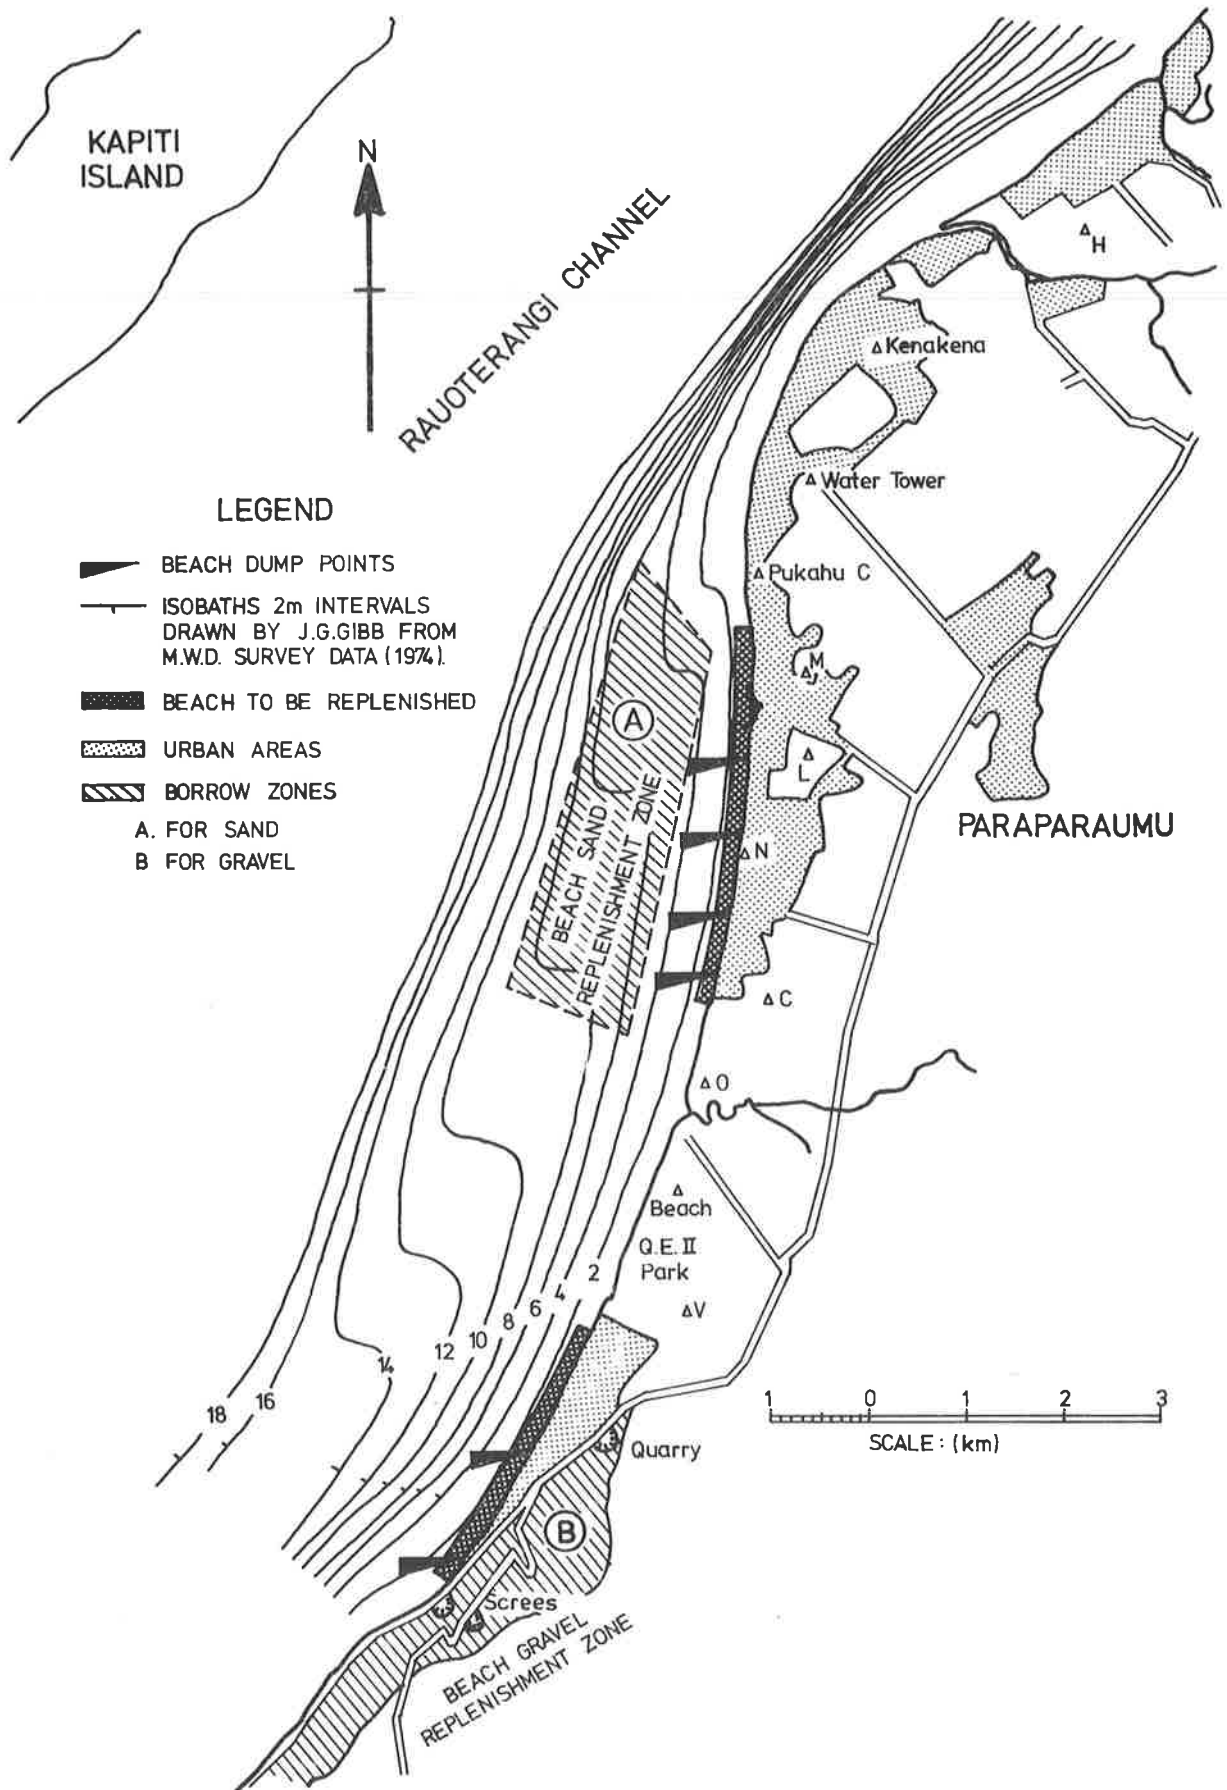 KAPITI
ISLAND
N
RAUOTERANGI CHANNEL
H
Kenakena
Water Tower
Pukahu C
M
L
N
C
O
PARAPARAUMU
LEGEND
BEACH DUMP POINTS
ISOBATHS 2m INTERVALS
DRAWN BY J.G.GIBB FROM
M.W.D. SURVEY DATA (1974).
BEACH TO BE REPLENISHED
URBAN AREAS
BORROW ZONES
A. FOR SAND
B FOR GRAVEL
A
BEACH SAND
REPLENISHMENT ZONE
Beach
Q.E.II
Park
V
2
4
6
8
10
12
14
16
18
1 0 1 2 3
SCALE: (km)
Quarry
B
Screes
BEACH GRAVEL
REPLENISHMENT ZONE